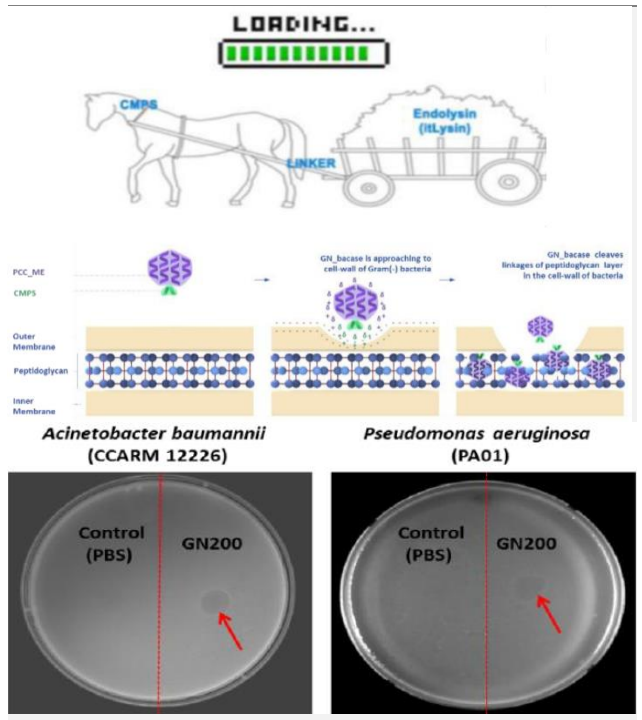 LOADING...
CMPS
Endolysin
(itLysin)
LINKER
PCC_ME
CMPS
GN_bacase is approaching to
cell-wall of Gram(-) bacteria
GN_bacase cleaves
linkages of peptidoglycan layer
in the cell-wall of bacteria
Outer
Membrane
Peptidoglycan
Inner
Membrane
Acinetobacter baumannii
(CCARM 12226)
Pseudomonas aeruginosa
(PA01)
Control
(PBS)
GN200
Control
(PBS)
GN200